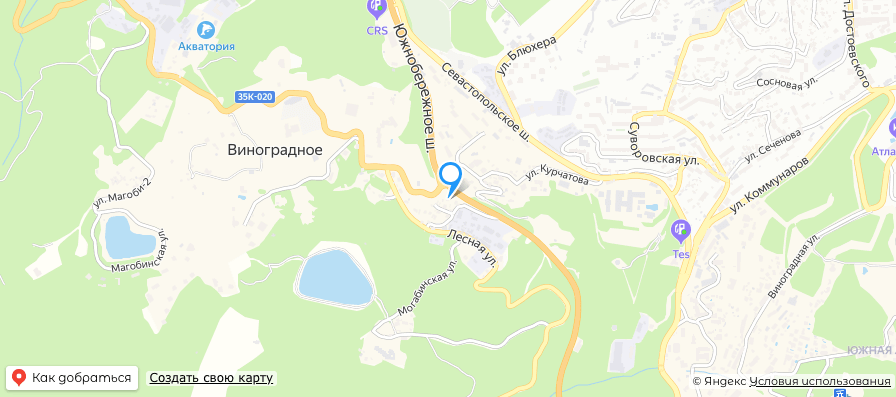 CRS
Акватория
35К-020
Южнобережное ш.
Севастопольское ш.
ул. Блюхера
Достоевского
Сосновая ул.
Суворовская ул.
ул. Сеченова
Атла
Виноградное
ул. Курчатова
ул. Коммунаров
ул. Магоби-2
Магобинская ул.
Лесная ул.
Tes
Виноградная ул.
Могабинская ул.
ЮЖНАЯ
Как добраться
Создать свою карту
© Яндекс Условия использования